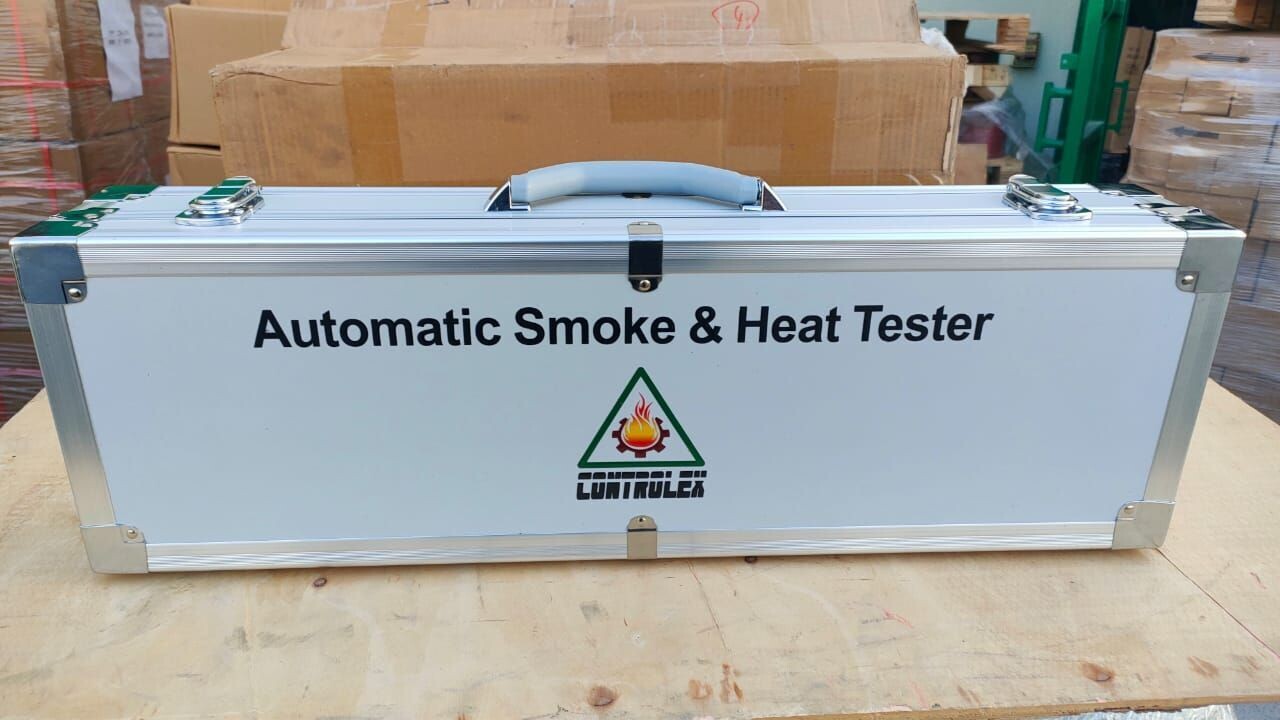 Automatic Smoke & Heat Tester
CONTROLEX